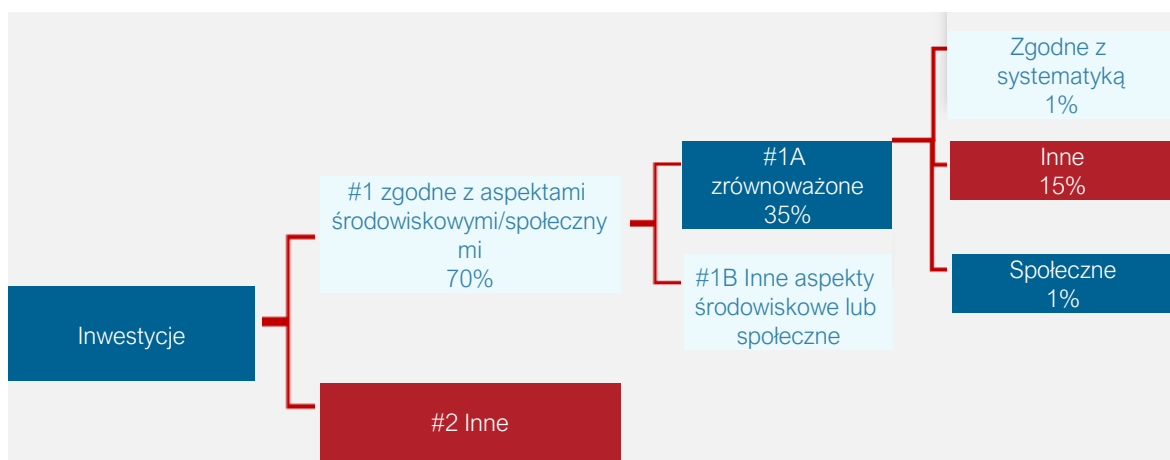 Inwestycje
#1 zgodne z aspektami
środowiskowymi/społeczny
mi
70%
#2 Inne
#1A
zrównoważone
35%
#1B Inne aspekty
środowiskowe lub
społeczne
Zgodne z
systematyką
1%
Inne
15%
Społeczne
1%